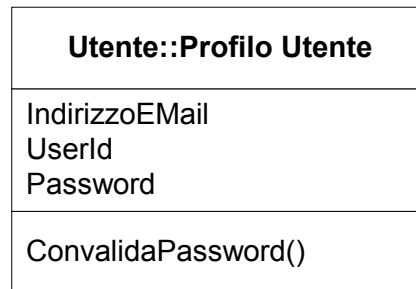 Utente::Profilo Utente
IndirizzoEMail
UserId
Password
ConvalidaPassword()